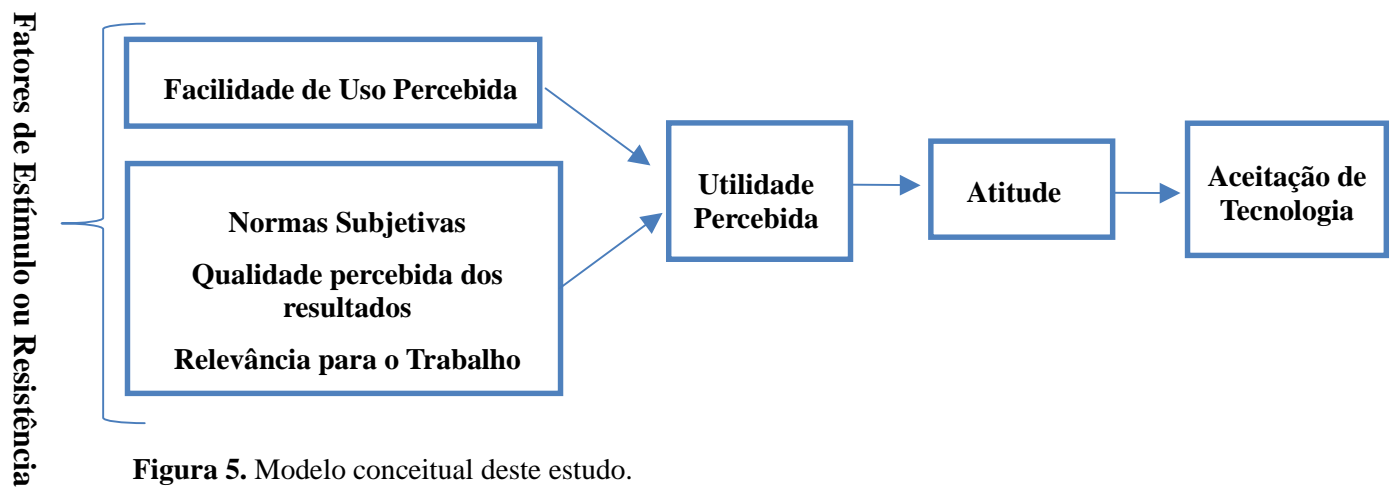 Fatores de Estímulo ou Resistência
Facilidade de Uso Percebida
Normas Subjetivas
Qualidade percebida dos
resultados
Relevância para o Trabalho
Utilidade
Percebida
Atitude
Aceitação de
Tecnologia
Figura 5. Modelo conceitual deste estudo.